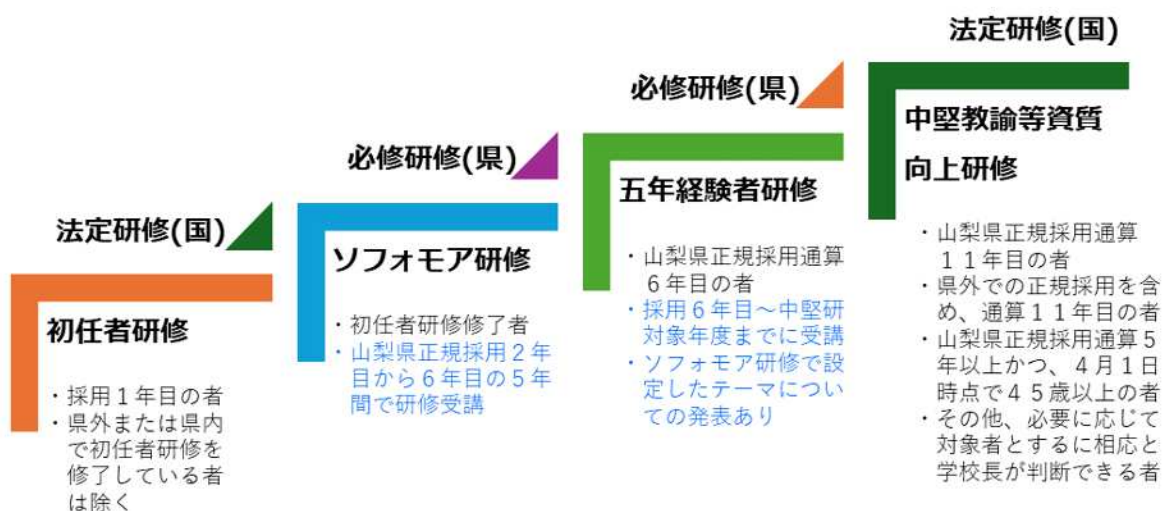 法定研修(国)
初任者研修
・採用1年目の者
・県外または県内
で初任者研修を
修了している者
は除く
必修研修(県)
ソフォモア研修
・初任者研修修了者
・山梨県正規採用2年
目から6年目の5年
間で研修受講
必修研修(県)
五年経験者研修
・山梨県正規採用通算
6年目の者
・採用6年目～中堅研
対象年度までに受講
・ソフォモア研修で設
定したテーマについ
ての発表あり
法定研修(国)
中堅教諭等資質
向上研修
・山梨県正規採用通算
11年目の者
・県外での正規採用を含
め、通算11年目の者
・山梨県正規採用通算5
年以上かつ、4月1日
時点で45歳以上の者
・その他、必要に応じて
対象者とするに相応と
学校長が判断できる者